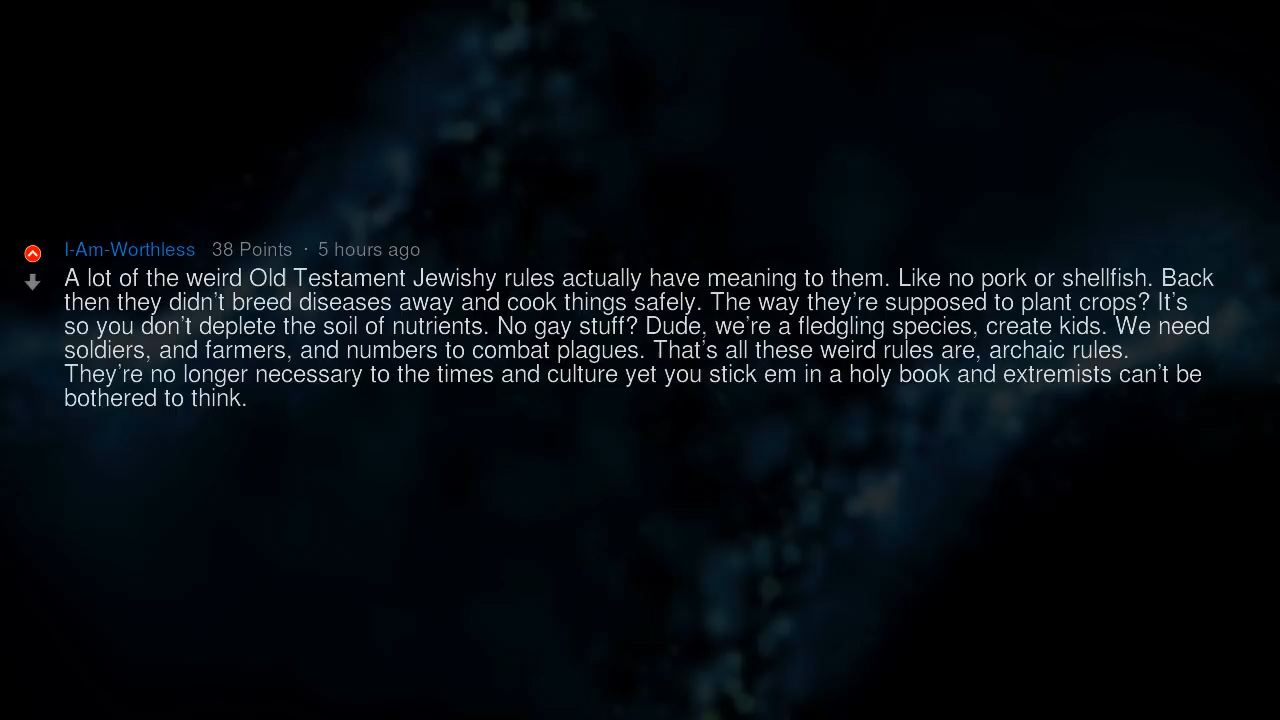 I-Am-Worthless 38 Points · 5 hours ago
A lot of the weird Old Testament Jewishy rules actually have meaning to them. Like no pork or shellfish. Back
then they didn't breed diseases away and cook things safely. The way they're supposed to plant crops? It's
so you don't deplete the soil of nutrients. No gay stuff? Dude, we're a fledgling species, create kids. We need
soldiers, and farmers, and numbers to combat plagues. That's all these weird rules are, archaic rules.
They're no longer necessary to the times and culture yet you stick em in a holy book and extremists can't be
bothered to think.